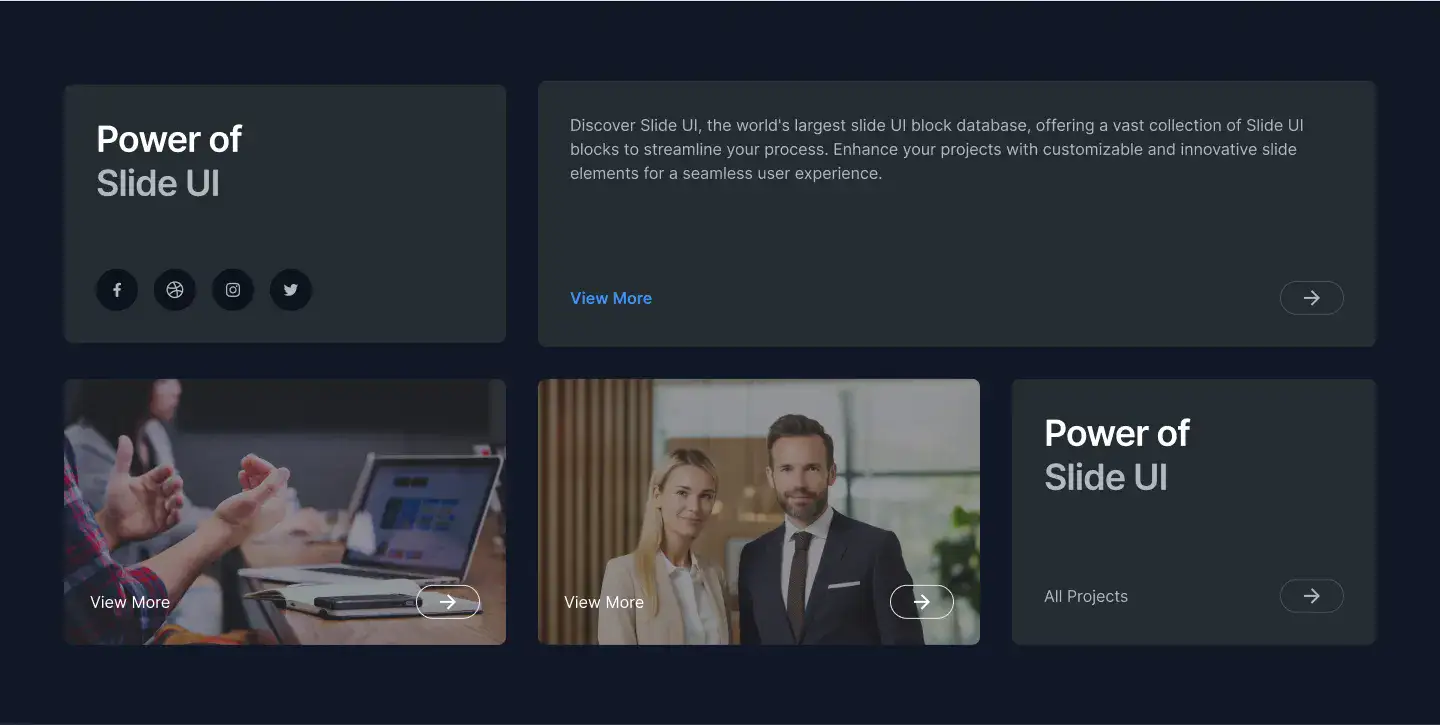 Power of
Slide UI
Discover Slide UI, the world's largest slide UI block database, offering a vast collection of Slide UI
blocks to streamline your process. Enhance your projects with customizable and innovative slide
elements for a seamless user experience.
View More
View More
View More
Power of
Slide UI
All Projects